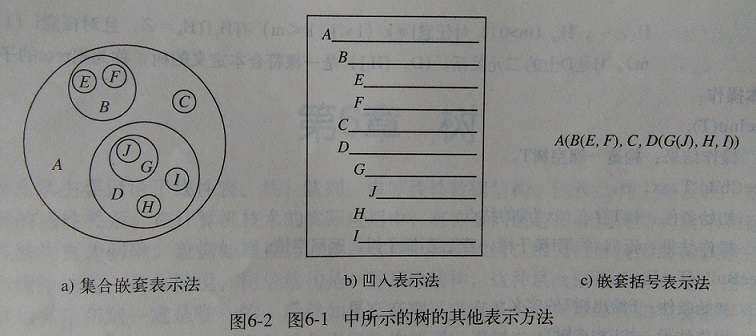 E
F
B
C
A
J
G
I
D
H
a) 集合嵌套表示法
A
B
E
F
C
D
G
J
H
I
b) 凹入表示法
A(B(E, F), C, D(G(J), H, I))
c) 嵌套括号表示法
图6-2 图6-1 中所示的树的其他表示方法